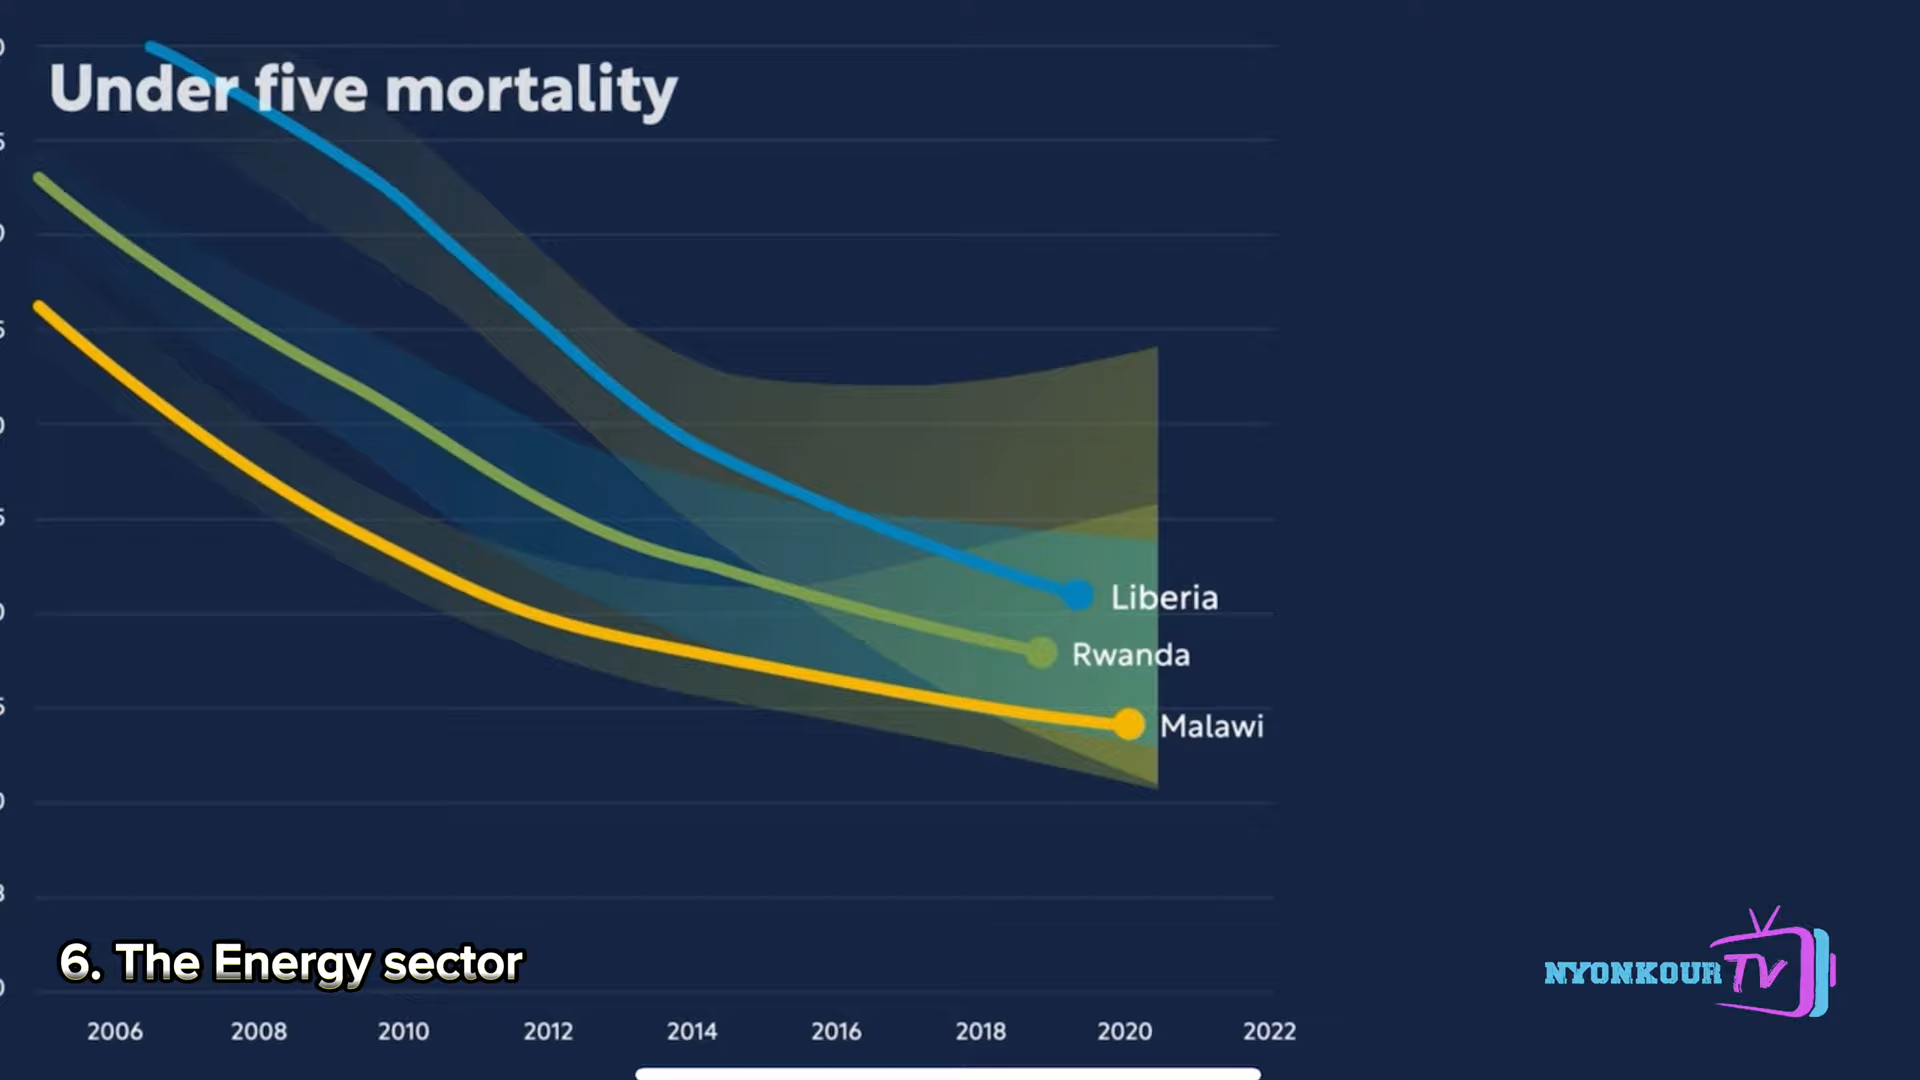 Under five mortality
Liberia
Rwanda
Malawi
6. The Energy sector
NYONKOUR TV
2006 2008 2010 2012 2014 2016 2018 2020 2022